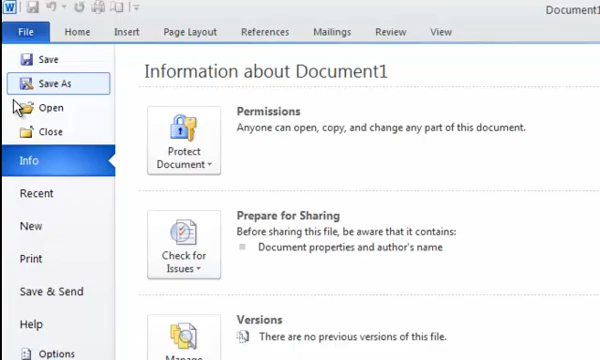 Document1
File Home Insert Page Layout References Mailings Review View
Save
Save As
Open
Close
Info
Recent
New
Print
Save & Send
Help
Options
Information about Document1
Protect Document
Permissions
Anyone can open, copy, and change any part of this document.
Check for Issues
Prepare for Sharing
Before sharing this file, be aware that it contains:
Document properties and author's name
Manage
Versions
There are no previous versions of this file.